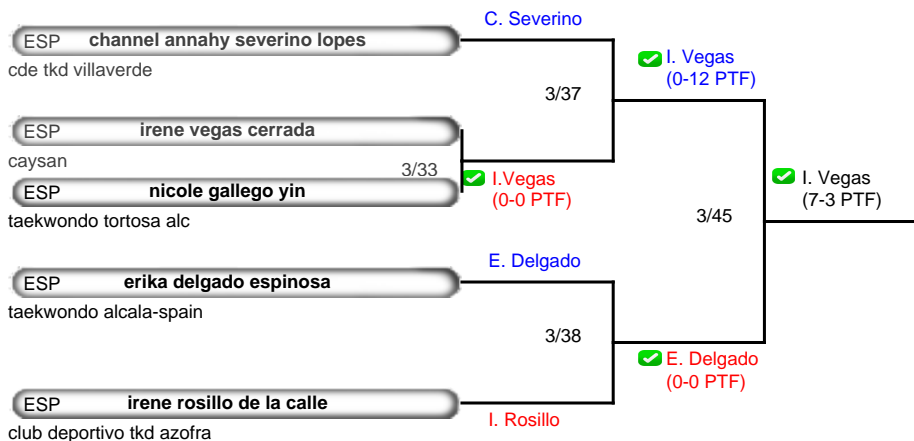 C. Severino
ESP channel annahy severino lopes
cde tkd villaverde
I. Vegas
(0-12 PTF)
3/37
ESP irene vegas cerrada
caysan
3/33
I.Vegas
(0-0 PTF)
I. Vegas
(7-3 PTF)
ESP nicole gallego yin
taekwondo tortosa alc
3/45
E. Delgado
ESP erika delgado espinosa
taekwondo alcala-spain
3/38
E. Delgado
(0-0 PTF)
ESP irene rosillo de la calle
I. Rosillo
club deportivo tkd azofra